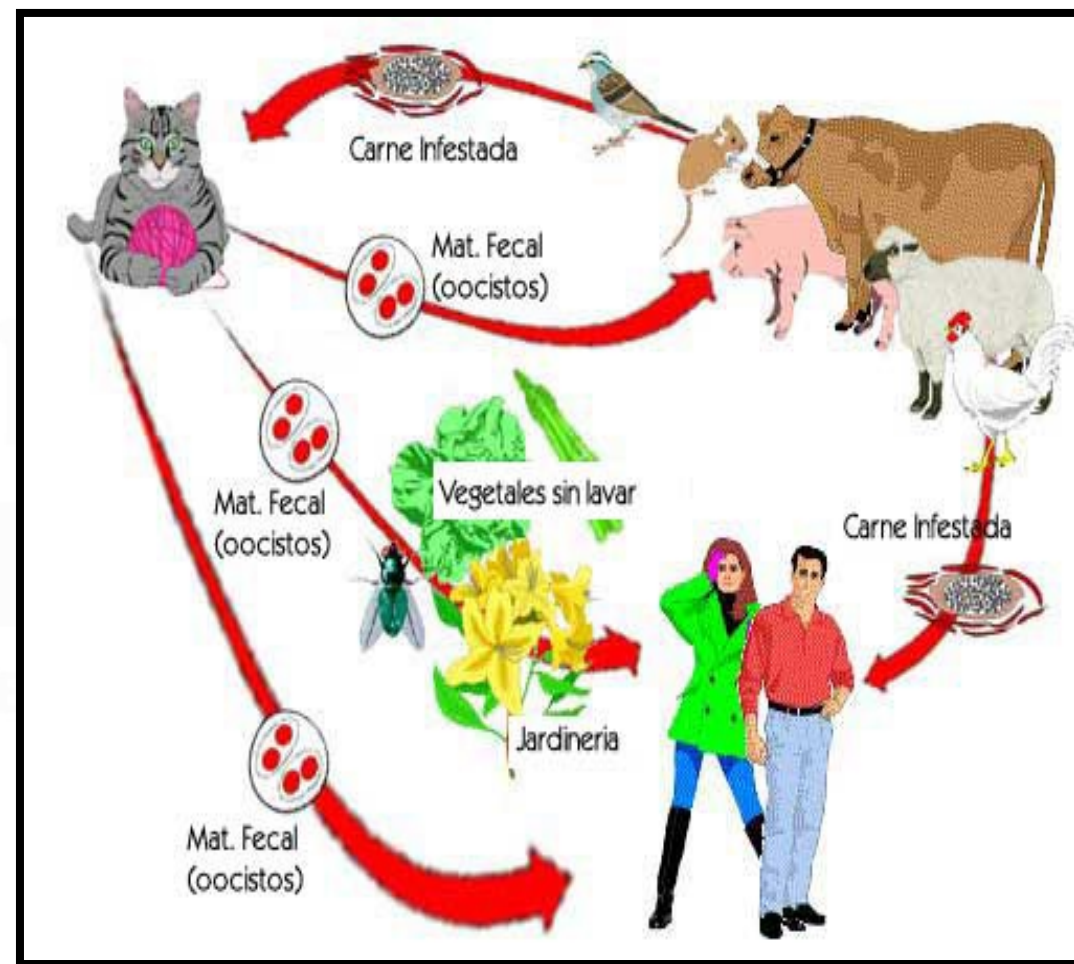 Carne Infestada
Mat. Fecal
(oocistos)
Mat. Fecal
(oocistos)
Vegetales sin lavar
Carne Infestada
Jardineria
Mat. Fecal
(oocistos)